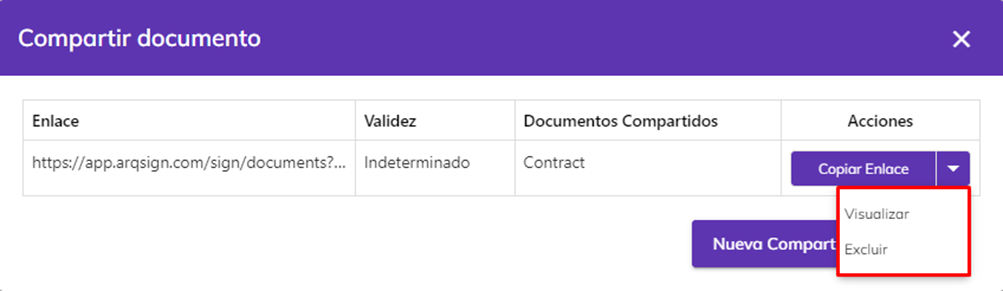 Compartir documento
Enlace Validez Documentos Compartidos Acciones
https://app.arqsign.com/sign/documents?... Indeterminado Contract Copiar Enlace
Visualizar
Nueva Compart
Excluir